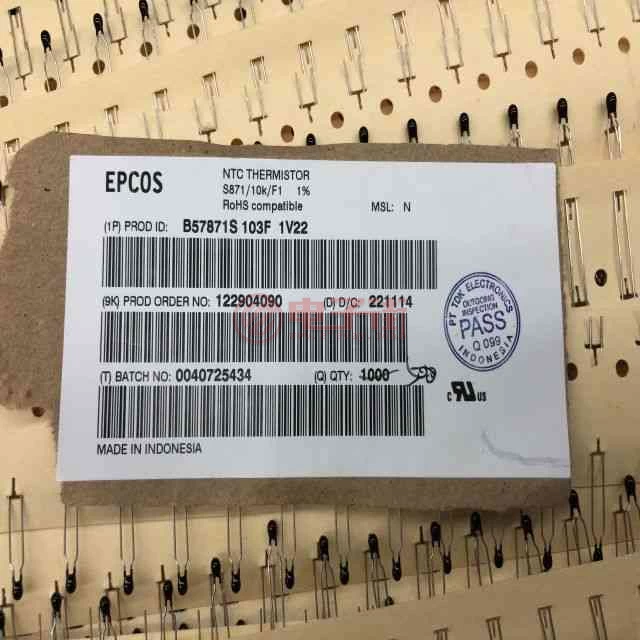 EPCOS
NTC THERMISTOR
S871/10k/F1 1%
RoHS compatible
MSL: N
(1P) PROD ID: B57871S 103F 1V22
(9K) PROD ORDER NO: 122904090 (D) D/C: 221114
(T) BATCH NO: 0040725434 (Q) QTY: 1000
MADE IN INDONESIA
PT TDK ELECTRONICS
OUTGOING
INSPECTION
PASS
Q 099
INDONESIA
c RU US